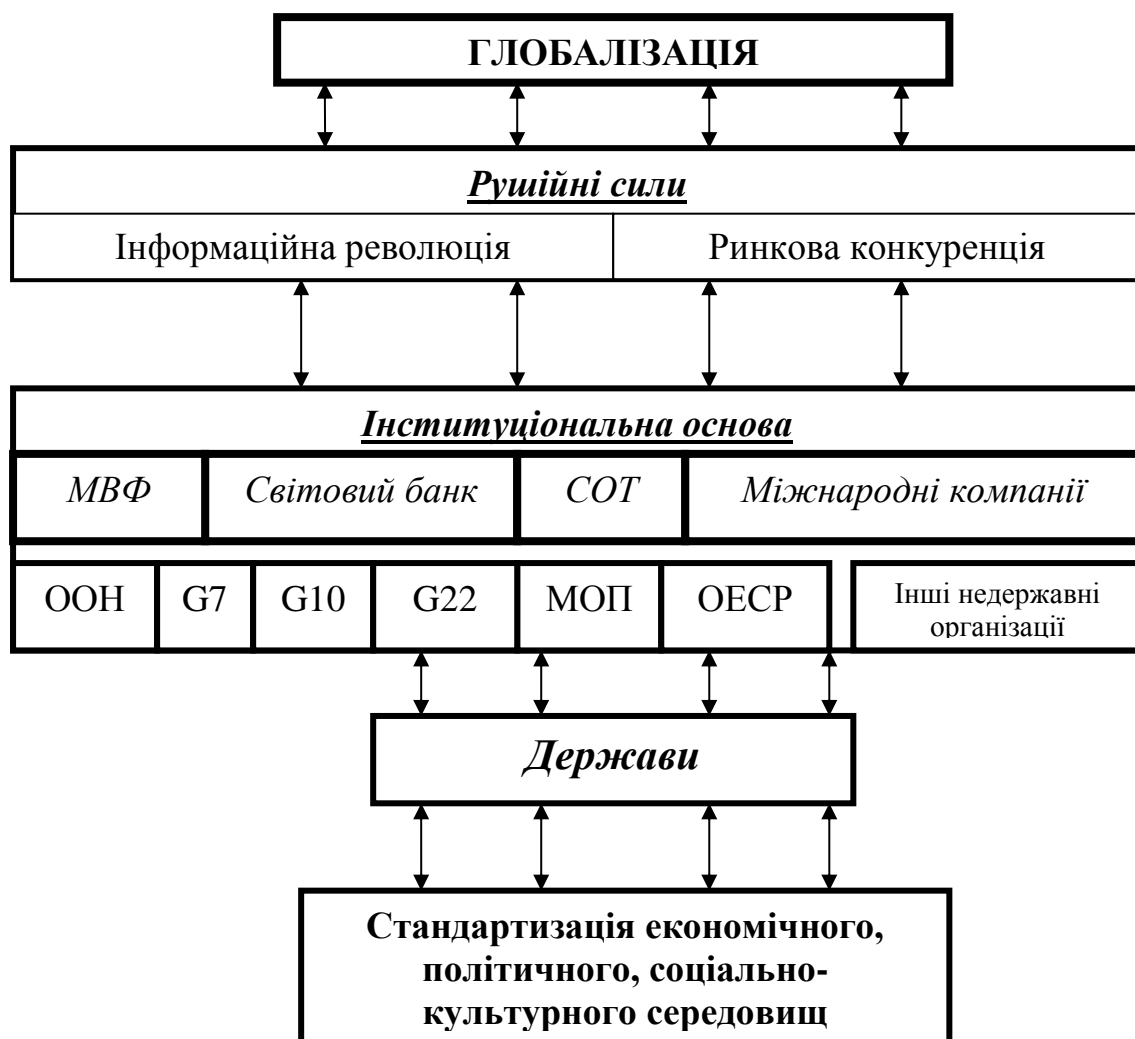 ГЛОБАЛІЗАЦІЯ
Рушійні сили
Інформаційна революція
Ринкова конкуренція
Інституціональна основа
МВФ
Світовий банк
СОТ
Міжнародні компанії
ООН
G7
G10
G22
МОП
ОЕСР
Інші недержавні
організації
Держави
Стандартизація економічного,
політичного, соціально-
культурного середовищ